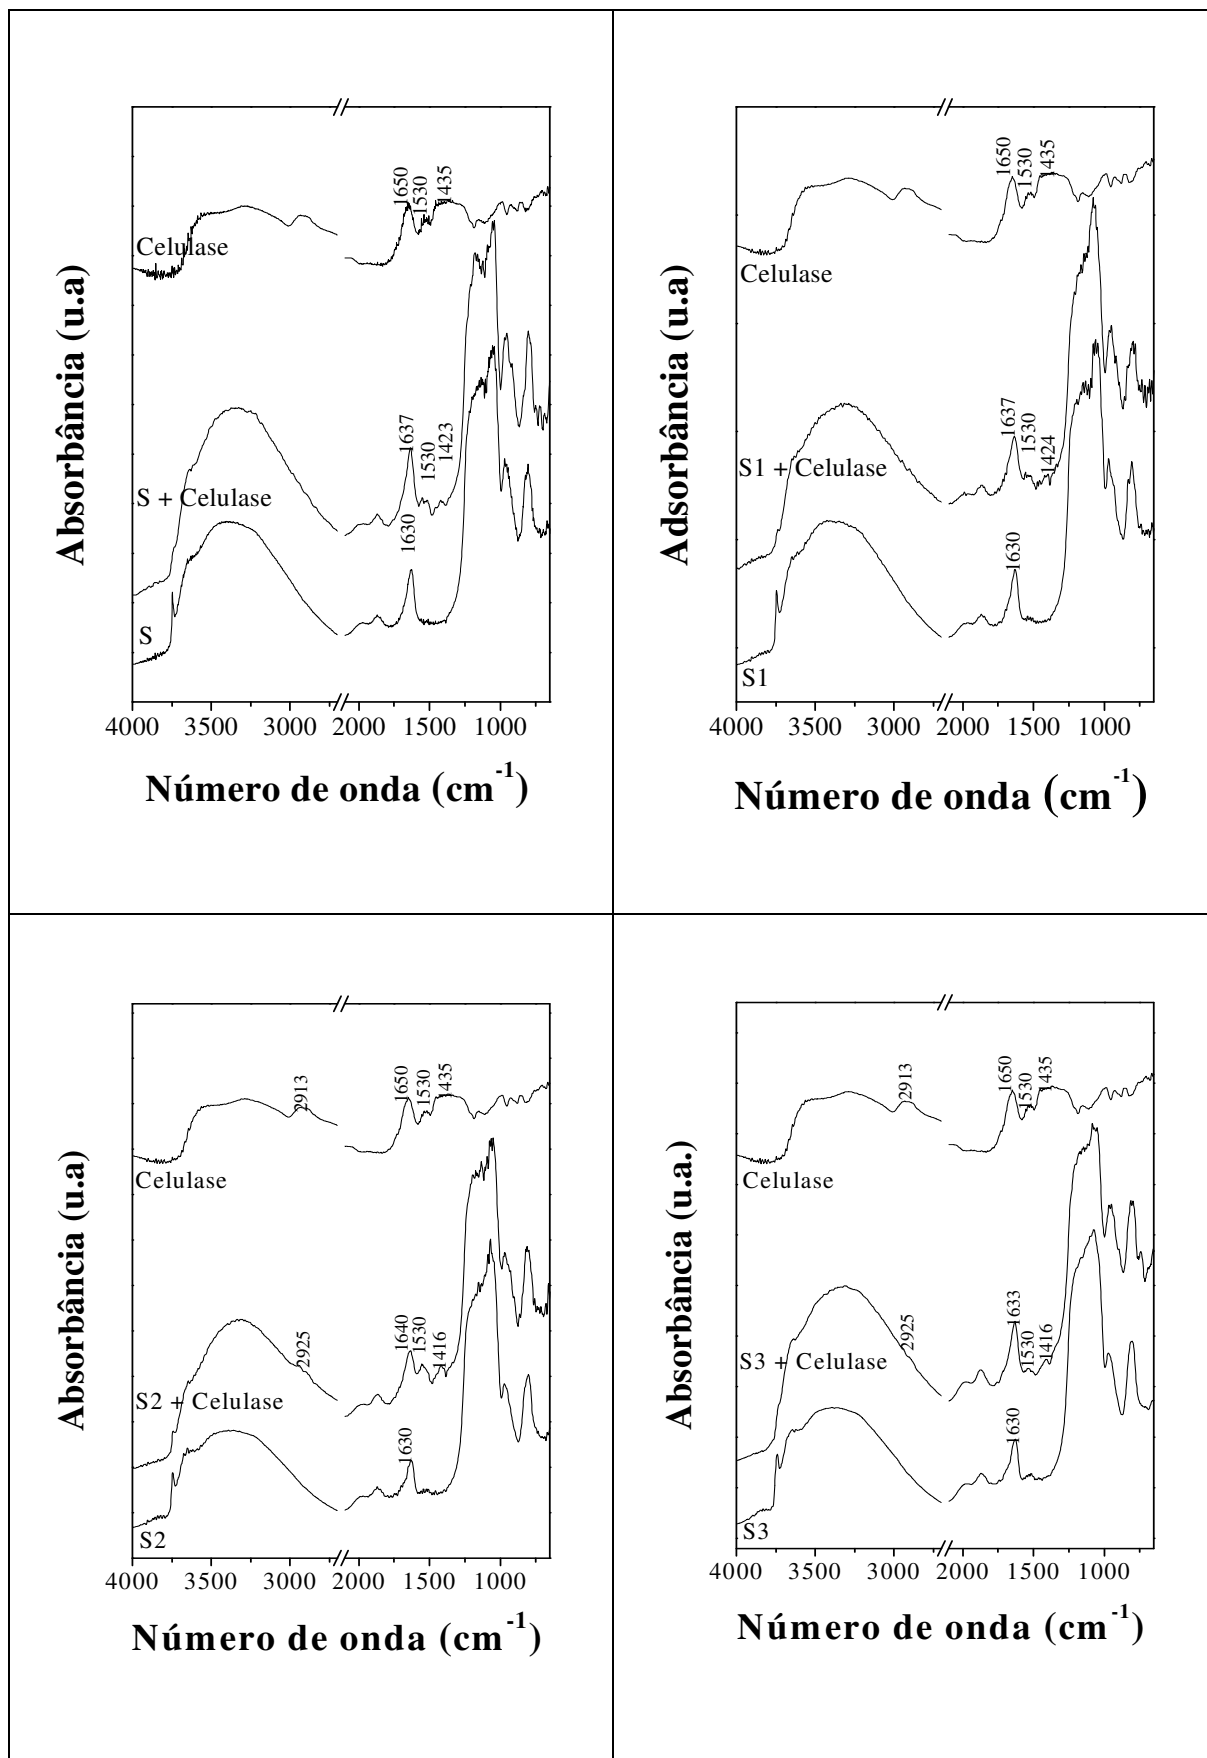 1650
1530
1435
Celulase
1637
1530
1423
S + Celulase
1630
S
Absorbância (u.a)
4000 3500 3000 2000 1500 1000
Número de onda (cm-1)
1650
1530
1435
Celulase
1637
1530
1424
S1 + Celulase
1630
S1
Adsorbância (u.a)
4000 3500 3000 2000 1500 1000
Número de onda (cm-1)
2913
1650
1530
1435
Celulase
2925
1640
1530
1416
S2 + Celulase
1630
S2
Absorbância (u.a)
4000 3500 3000 2000 1500 1000
Número de onda (cm-1)
2913
1650
1530
1435
Celulase
2925
1633
1530
1416
S3 + Celulase
1630
S3
Absorbância (u.a.)
4000 3500 3000 2000 1500 1000
Número de onda (cm-1)